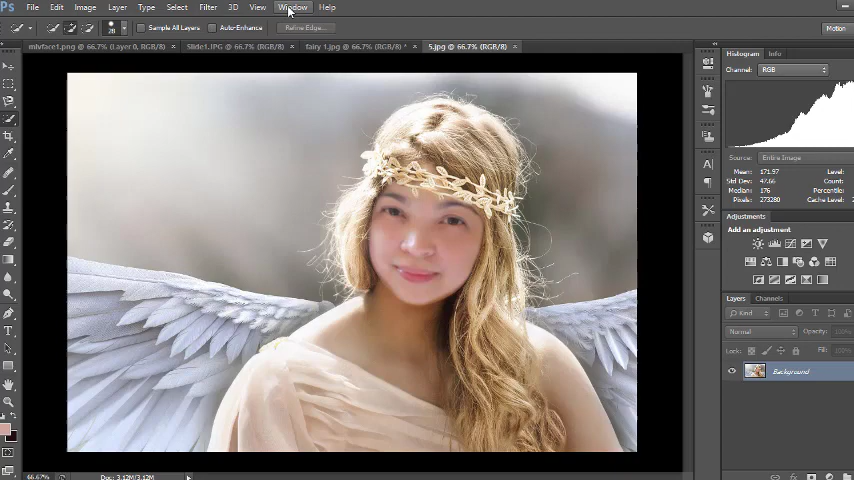 Ps File Edit Image Layer Type Select Filter 3D View Window Help
28 Sample All Layers Auto-Enhance Refine Edge... Motion
mivface1.png @ 66.7% (Layer 0, RGB/8) × Slide1.JPG @ 66.7% (RGB/8) × fairy 1.jpg @ 66.7% (RGB/8) * × 5.jpg @ 66.7% (RGB/8) ×
Histogram Info
Channel: RGB
Source: Entire Image
Mean: 171.97 Level:
Std Dev: 47.66 Count:
Median: 176 Percentile:
Pixels: 273280 Cache Level:
Adjustments
Add an adjustment
Layers Channels
Kind
Normal Opacity: 100%
Lock: Fill: 100%
Background
66.67% Doc: 3.12M/3.12M